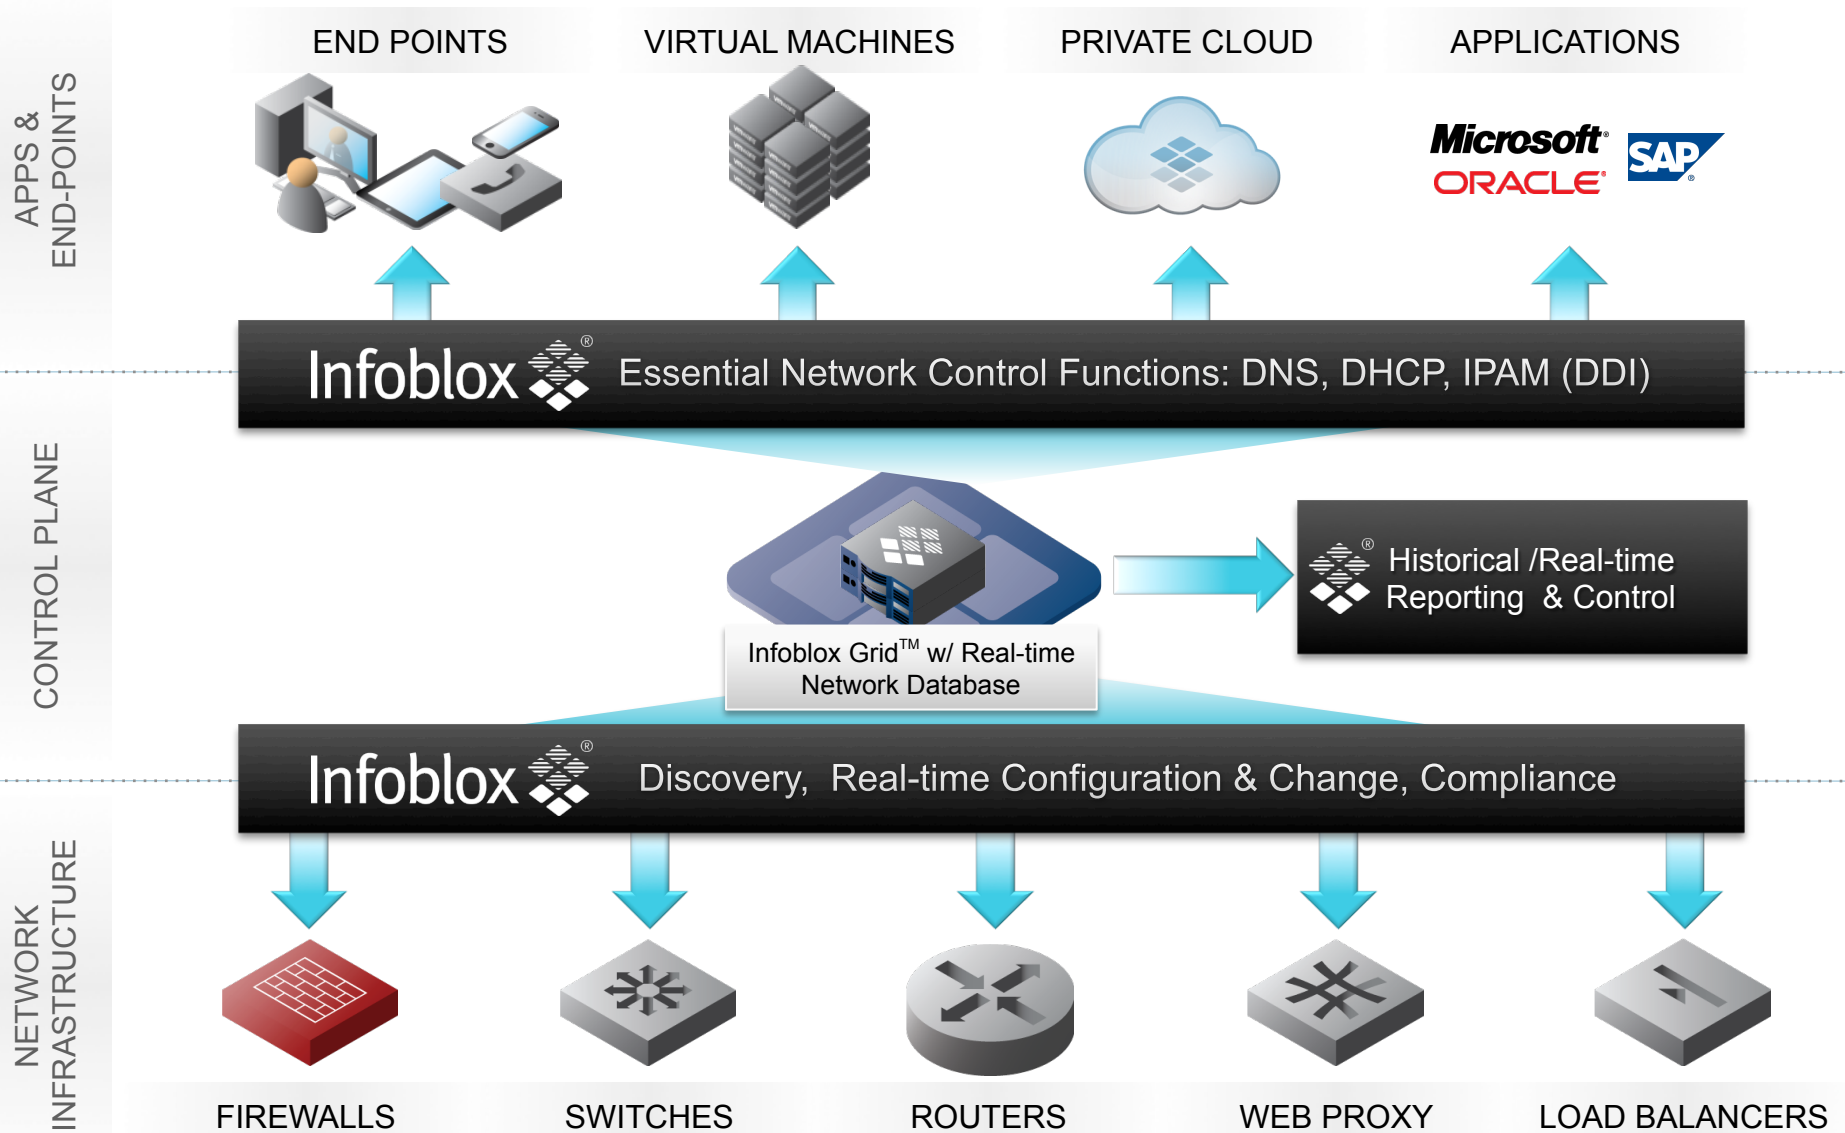 END POINTS
VIRTUAL MACHINES
PRIVATE CLOUD
APPLICATIONS
APPS &
END-POINTS
Microsoft®
ORACLE®
SAP®
Infoblox ® Essential Network Control Functions: DNS, DHCP, IPAM (DDI)
CONTROL PLANE
Infoblox Grid™ w/ Real-time
Network Database
® Historical /Real-time
Reporting & Control
Infoblox ® Discovery, Real-time Configuration & Change, Compliance
NETWORK
INFRASTRUCTURE
FIREWALLS
SWITCHES
ROUTERS
WEB PROXY
LOAD BALANCERS